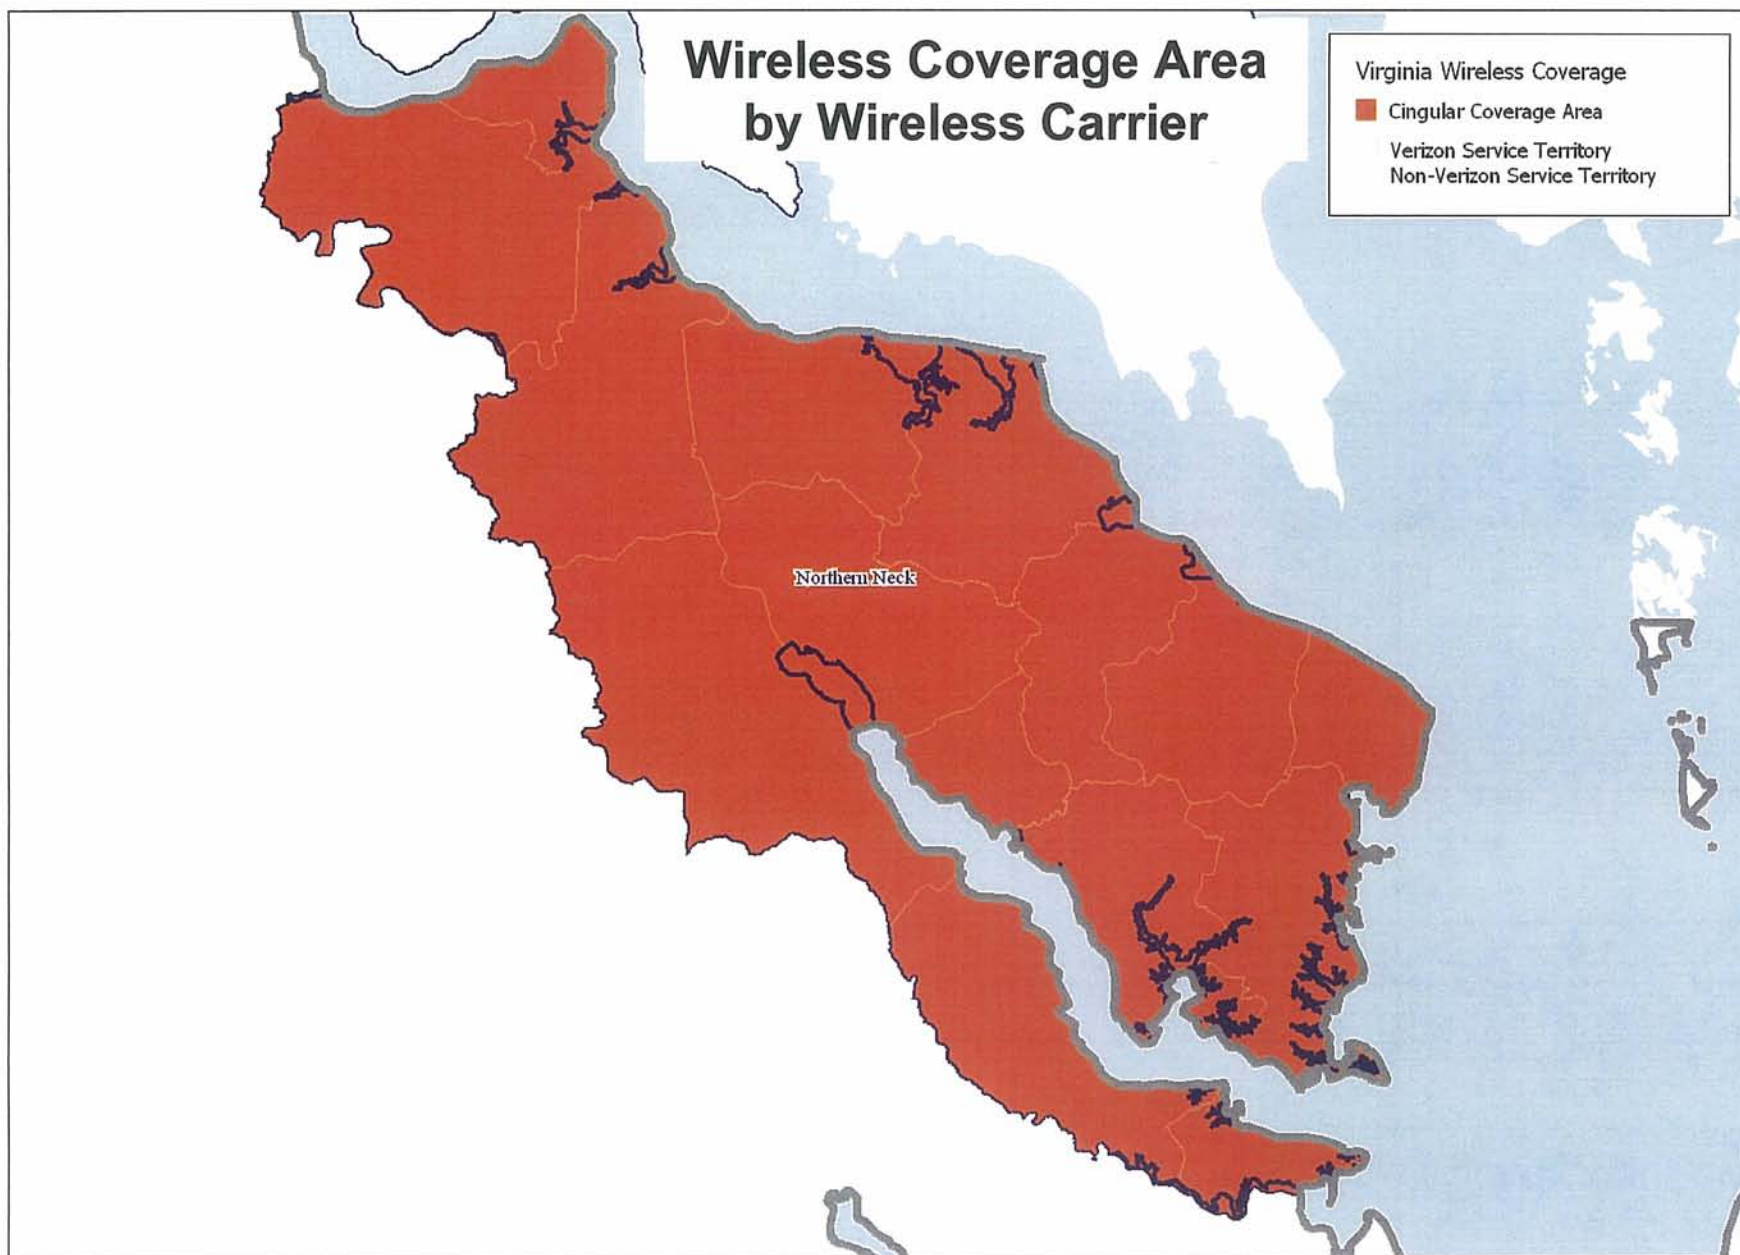 Wireless Coverage Area
by Wireless Carrier
Virginia Wireless Coverage
Cingular Coverage Area
Verizon Service Territory
Non-Verizon Service Territory
Northern Neck